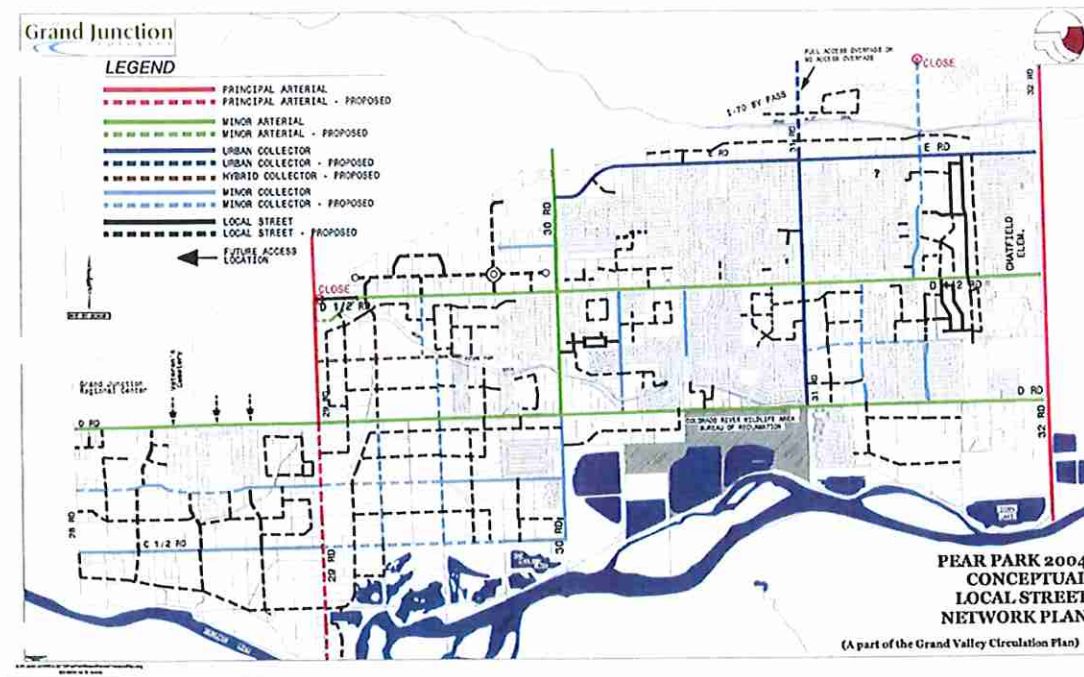 Grand Junction
LEGEND
PRINCIPAL ARTERIAL
PRINCIPAL ARTERIAL - PROPOSED
MINOR ARTERIAL
MINOR ARTERIAL - PROPOSED
URBAN COLLECTOR
URBAN COLLECTOR - PROPOSED
HYBRID COLLECTOR - PROPOSED
MINOR COLLECTOR
MINOR COLLECTOR - PROPOSED
LOCAL STREET
LOCAL STREET - PROPOSED
FUTURE ACCESS
LOCATION
FULL ACCESS OVERPASS OR
NO ACCESS OVERPASS
CLOSE
I-70 BY PASS
31 RD
32 RD
E RD
E RD
?
30 RD
CHATFIELD
ELEM.
CLOSE
D 1/2 RD
D 1/2 RD
Grand Junction
Regional Center
Veteran's
Cemetery
29 RD
31 RD
D RD
D RD
32 RD
COLORADO RIVER WILDLIFE AREA
BUREAU OF RECLAMATION
28 RD
C 1/2 RD
29 RD
30 RD
PEAR PARK 2004
CONCEPTUAL
LOCAL STREET
NETWORK PLAN
(A part of the Grand Valley Circulation Plan)